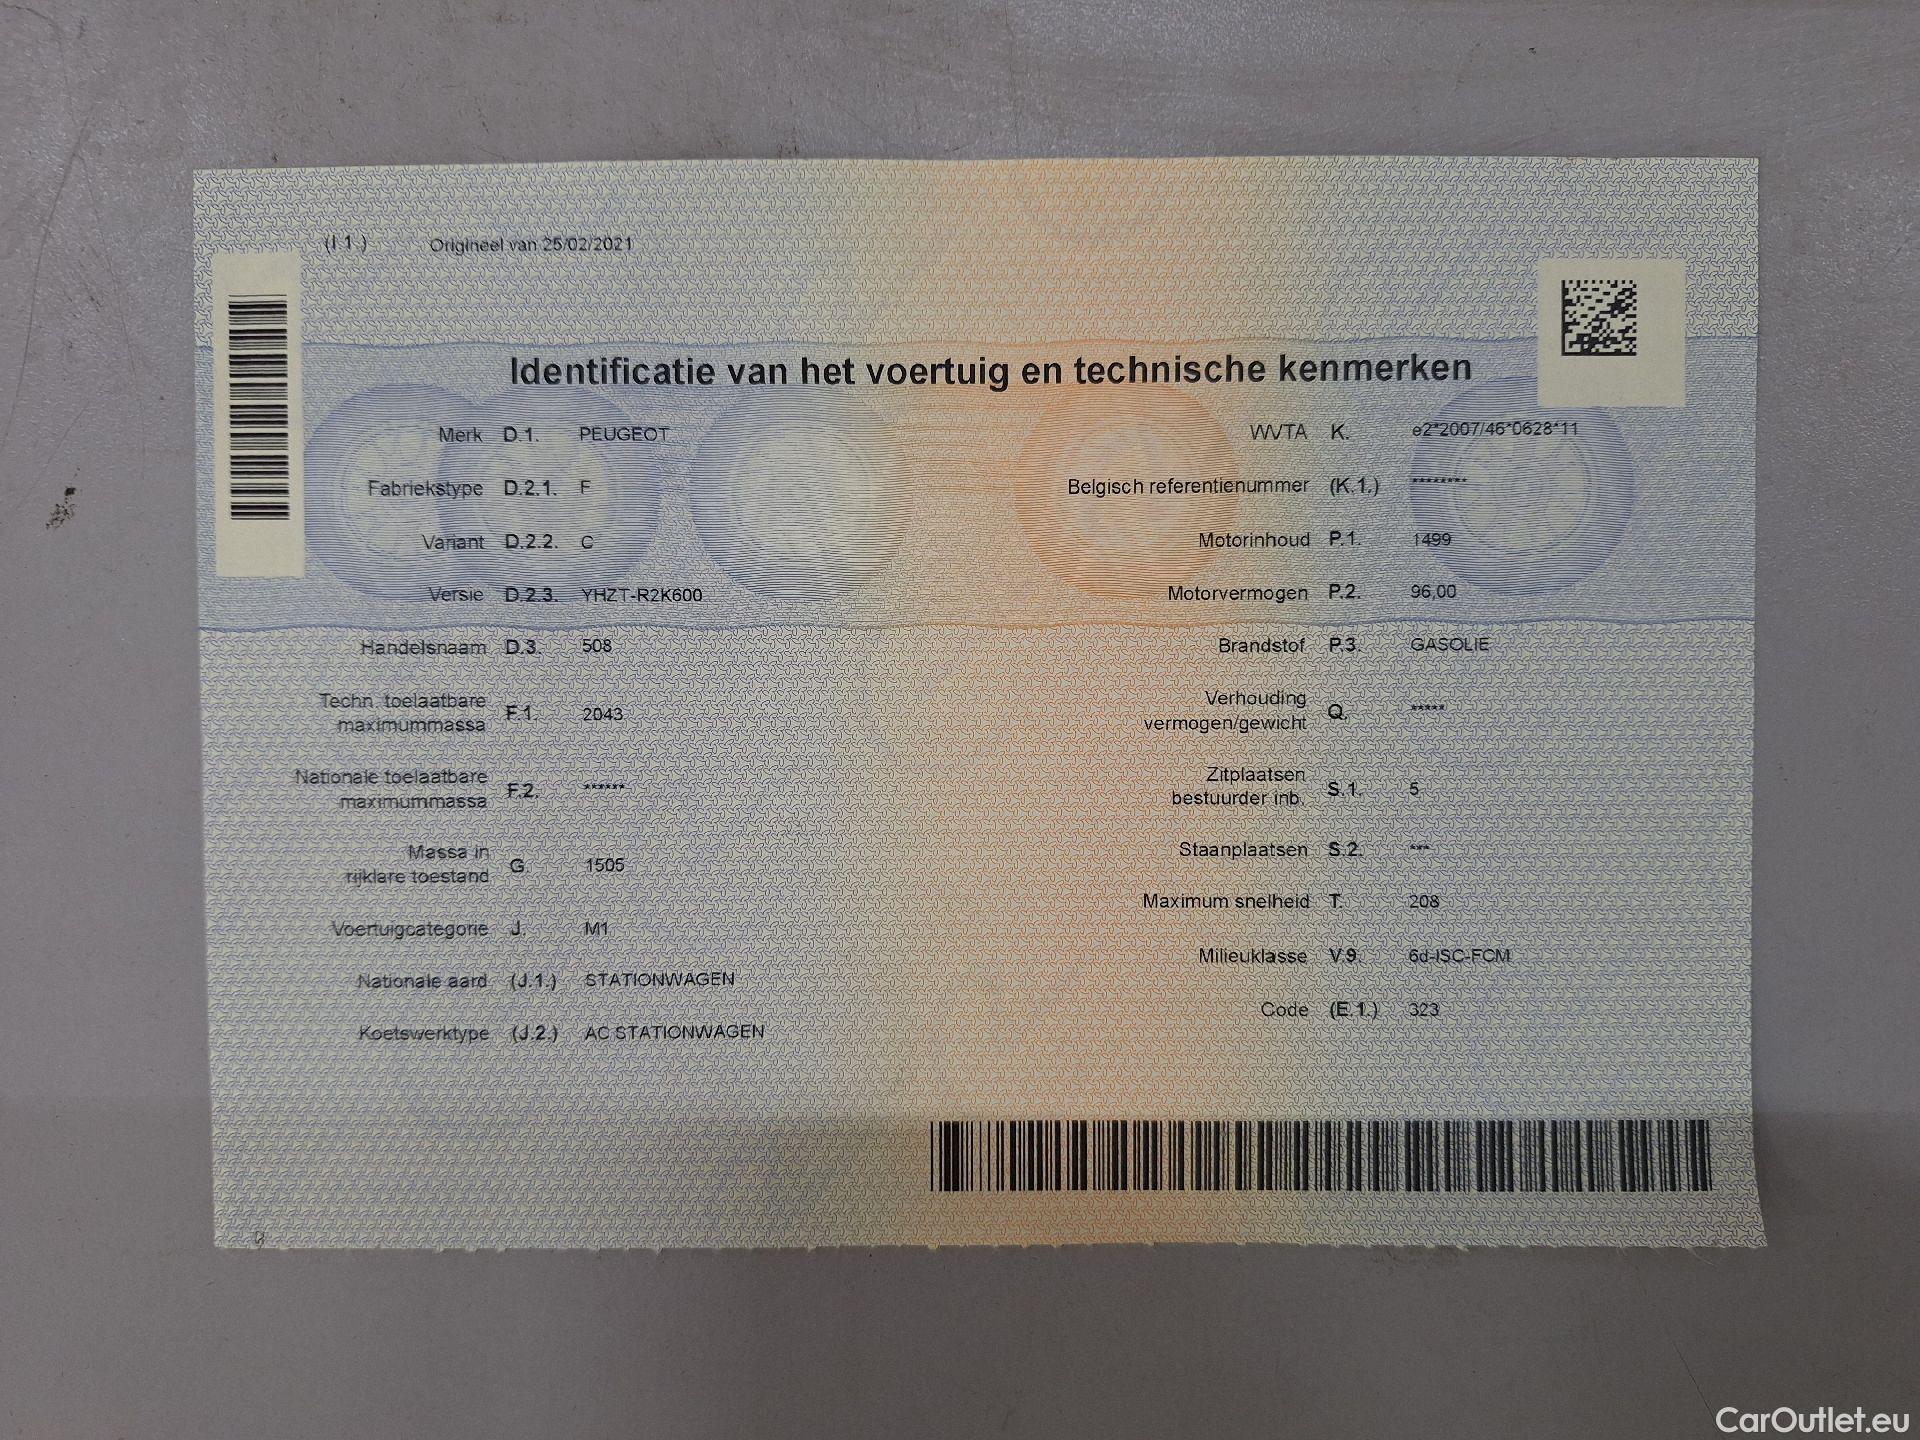 (I.1.) Origineel van 25/02/2021
Identificatie van het voertuig en technische kenmerken
Merk D.1. PEUGEOT
Fabriekstype D.2.1. F
Variant D.2.2. C
Versie D.2.3. YHZT-R2K600
Handelsnaam D.3. 508
Techn. toelaatbare
maximummassa F.1. 2043
Nationale toelaatbare
maximummassa F.2. ******
Massa in
rijklare toestand G. 1505
Voertuigcategorie J. M1
Nationale aard (J.1.) STATIONWAGEN
Koetswerktype (J.2.) AC STATIONWAGEN
WVTA K. e2*2007/46*0628*11
Belgisch referentienummer (K.1.) ********
Motorinhoud P.1. 1499
Motorvermogen P.2. 96,00
Brandstof P.3. GASOLIE
Verhouding
vermogen/gewicht Q. *****
Zitplaatsen
bestuurder inb. S.1. 5
Staanplaatsen S.2. ***
Maximum snelheid T. 208
Milieuklasse V.9. 6d-ISC-FCM
Code (E.1.) 323
CarOutlet.eu